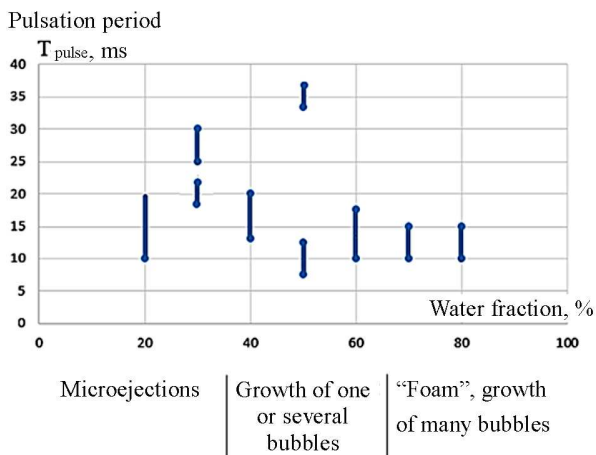 Pulsation period
T pulse, ms
40
35
30
25
20
15
10
5
0
Water fraction, %
0 20 40 60 80 100
Microejections
Growth of one
or several
bubbles
“Foam”, growth
of many bubbles